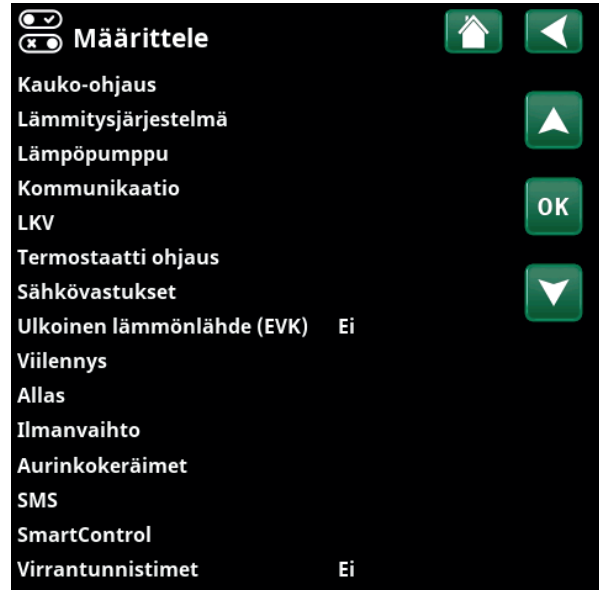 Määrittele
Kauko-ohjaus
Lämmitysjärjestelmä
Lämpöpumppu
Kommunikaatio
LKV
OK
Termostaatti ohjaus
Sähkövastukset
Ulkoinen lämmönlähde (EVK) Ei
Viilennys
Allas
Ilmanvaihto
Aurinkokeräimet
SMS
SmartControl
Virrantunnistimet Ei